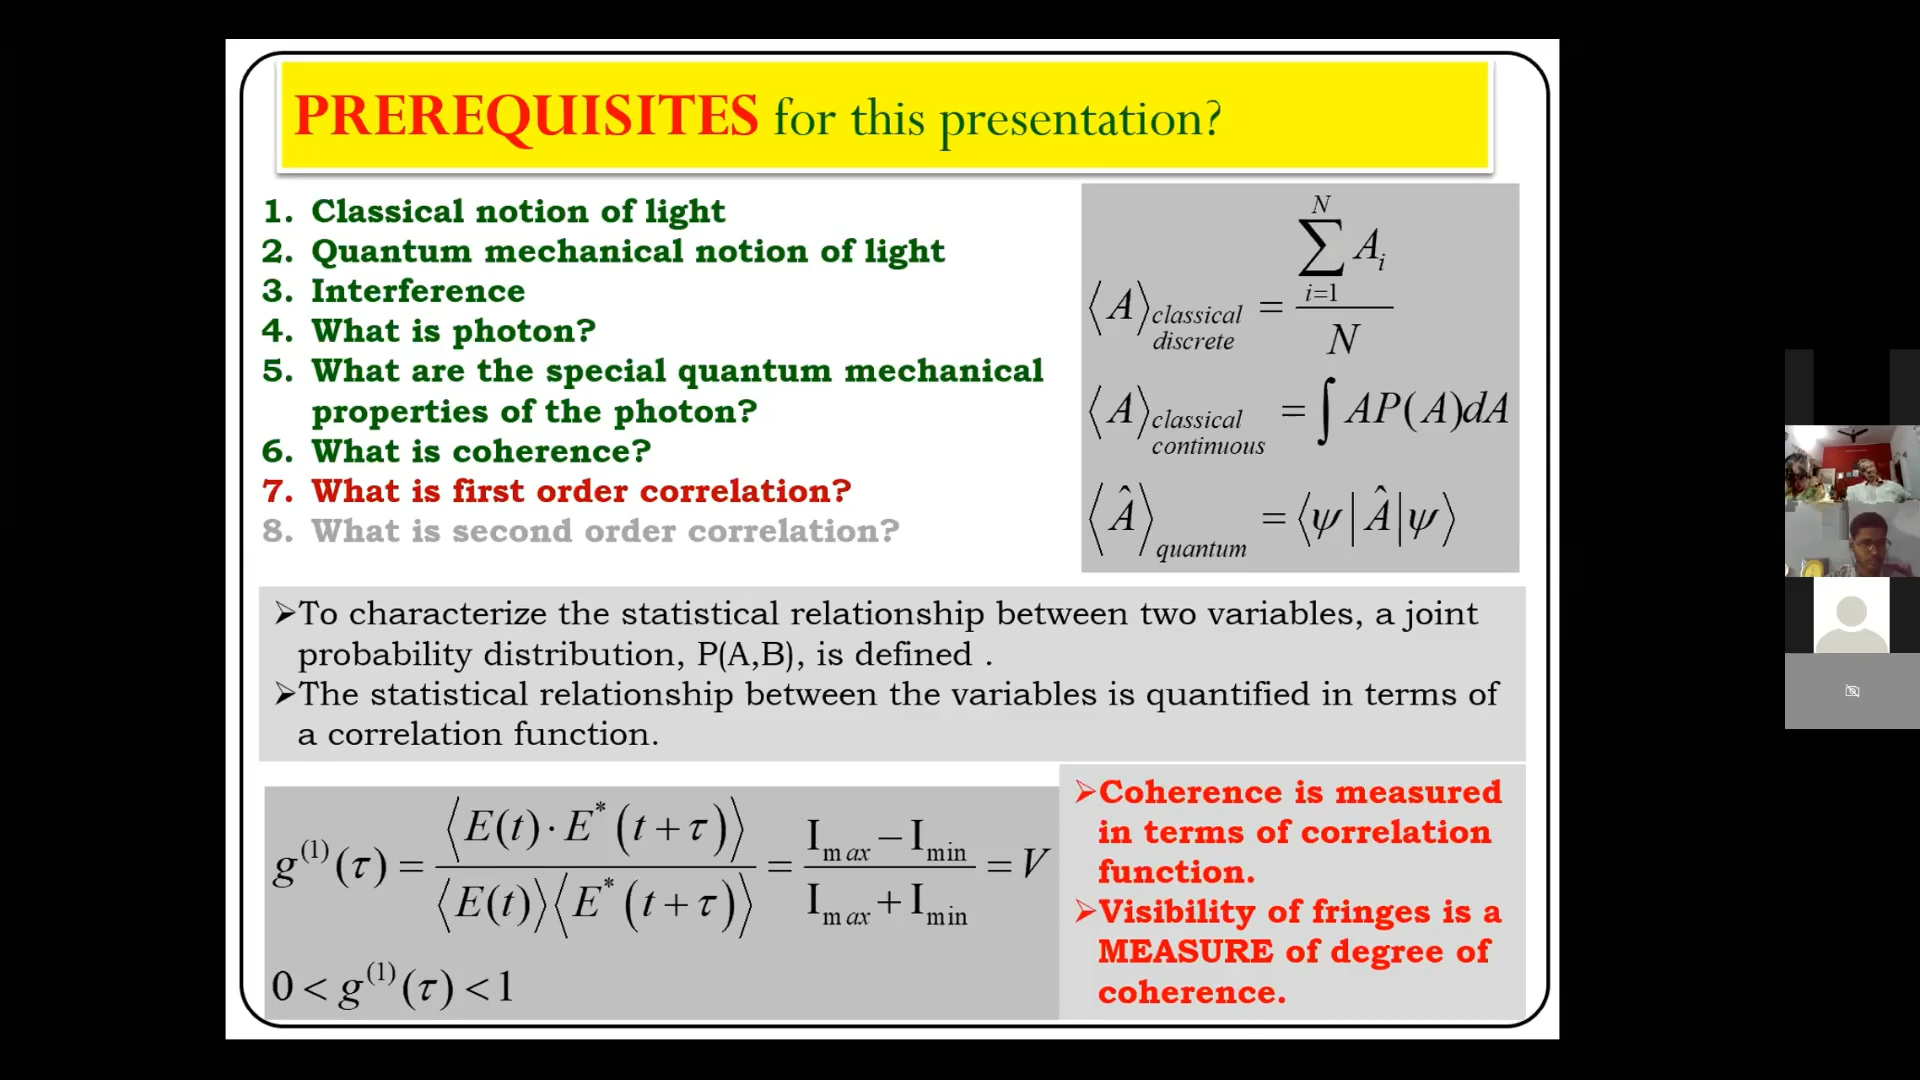 PREREQUISITES for this presentation?
1. Classical notion of light
2. Quantum mechanical notion of light
3. Interference
4. What is photon?
5. What are the special quantum mechanical
properties of the photon?
6. What is coherence?
7. What is first order correlation?
8. What is second order correlation?
⟨A⟩ classical discrete = ∑ i=1 N A_i / N
⟨A⟩ classical continuous = ∫ AP(A)dA
⟨Â⟩ quantum = ⟨ψ|Â|ψ⟩
➢To characterize the statistical relationship between two variables, a joint
probability distribution, P(A,B), is defined .
➢The statistical relationship between the variables is quantified in terms of
a correlation function.
g^(1)(τ) = ⟨E(t)·E*(t+τ)⟩ / ⟨E(t)⟩⟨E*(t+τ)⟩ = I_max − I_min / I_max + I_min = V
0 < g^(1)(τ) < 1
➢Coherence is measured
in terms of correlation
function.
➢Visibility of fringes is a
MEASURE of degree of
coherence.